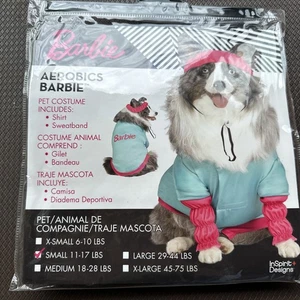 Barbie
AEROBICS
BARBIE™
PET COSTUME
INCLUDES:
• Shirt
• Sweatband
COSTUME ANIMAL
COMPREND :
• Gilet
• Bandeau
TRAJE MASCOTA
INCLUYE:
• Camisa
• Diadema Deportiva
Barbie
PET/ANIMAL DE
COMPAGNIE/TRAJE MASCOTA
X-SMALL 6-10 LBS
SMALL 11-17 LBS
MEDIUM 18-28 LBS
LARGE 29-44 LBS
X-LARGE 45-75 LBS
InSpirit
Designs